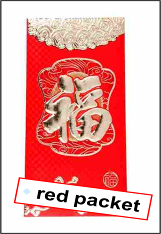 福
red packet